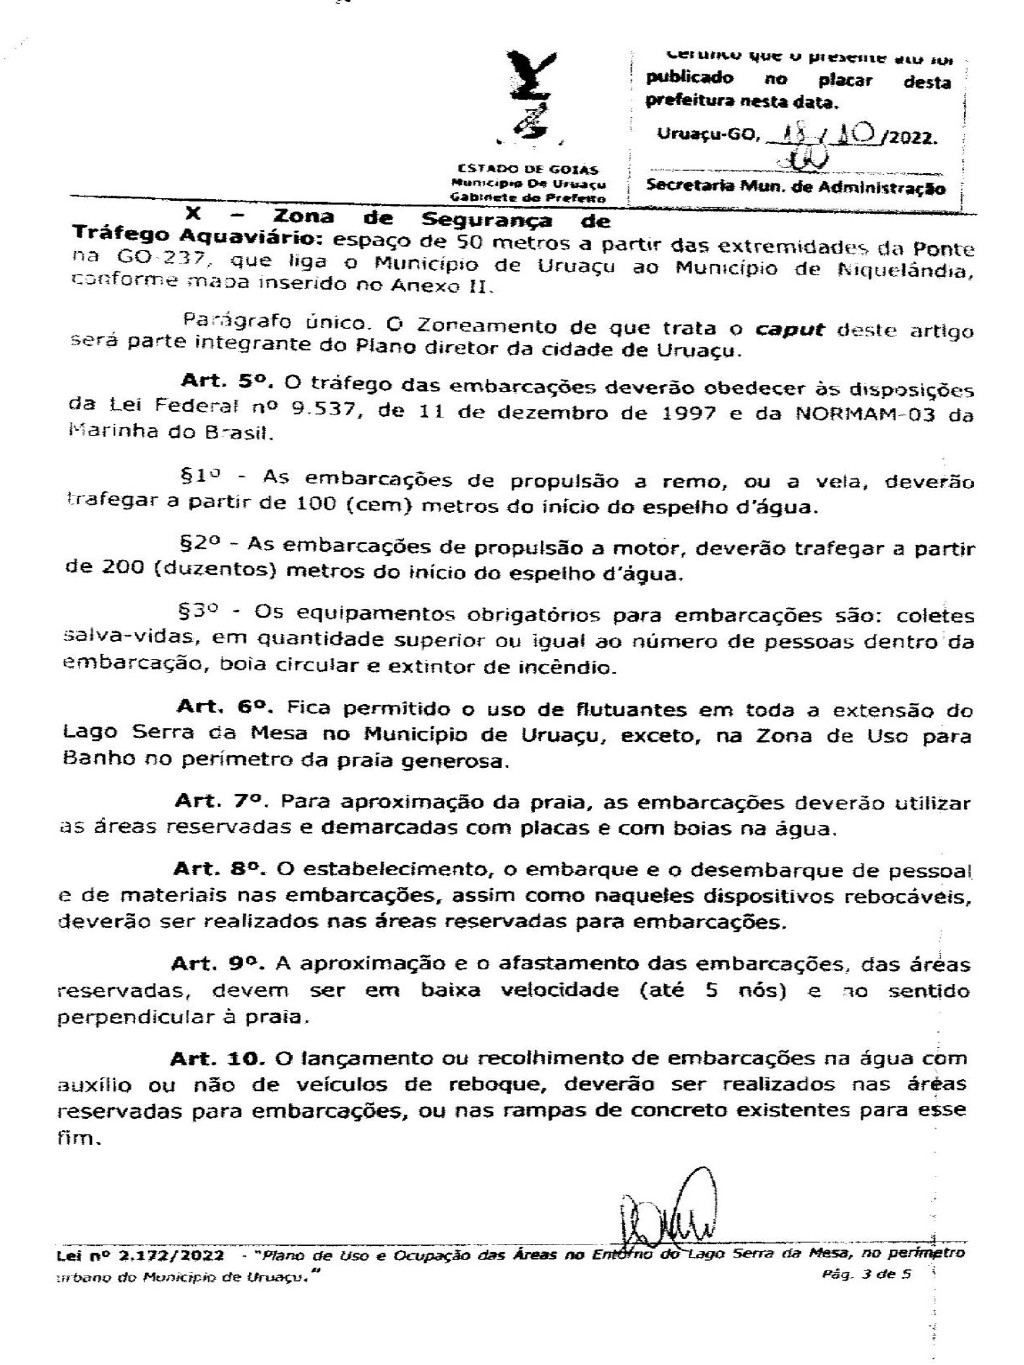 Certifico que o presente ato foi
publicado no placar desta
prefeitura nesta data.
Uruaçu-GO, 18/10/2022.
Secretaria Mun. de Administração
ESTADO DE GOIÁS
Município De Uruaçu
Gabinete do Prefeito
X – Zona de Segurança de
Tráfego Aquaviário: espaço de 50 metros a partir das extremidades da Ponte
na GO-237, que liga o Município de Uruaçu ao Município de Niquelândia,
conforme mapa inserido no Anexo II.
Parágrafo único. O Zoneamento de que trata o caput deste artigo
será parte integrante do Plano diretor da cidade de Uruaçu.
Art. 5º. O tráfego das embarcações deverão obedecer às disposições
da Lei Federal nº 9.537, de 11 de dezembro de 1997 e da NORMAM-03 da
Marinha do Brasil.
§1º - As embarcações de propulsão a remo, ou a vela, deverão
trafegar a partir de 100 (cem) metros do início do espelho d'água.
§2º - As embarcações de propulsão a motor, deverão trafegar a partir
de 200 (duzentos) metros do início do espelho d'água.
§3º - Os equipamentos obrigatórios para embarcações são: coletes
salva-vidas, em quantidade superior ou igual ao número de pessoas dentro da
embarcação, boia circular e extintor de incêndio.
Art. 6º. Fica permitido o uso de flutuantes em toda a extensão do
Lago Serra da Mesa no Município de Uruaçu, exceto, na Zona de Uso para
Banho no perímetro da praia generosa.
Art. 7º. Para aproximação da praia, as embarcações deverão utilizar
as áreas reservadas e demarcadas com placas e com boias na água.
Art. 8º. O estabelecimento, o embarque e o desembarque de pessoal
e de materiais nas embarcações, assim como naqueles dispositivos rebocáveis,
deverão ser realizados nas áreas reservadas para embarcações.
Art. 9º. A aproximação e o afastamento das embarcações, das áreas
reservadas, devem ser em baixa velocidade (até 5 nós) e no sentido
perpendicular à praia.
Art. 10. O lançamento ou recolhimento de embarcações na água com
auxílio ou não de veículos de reboque, deverão ser realizados nas áreas
reservadas para embarcações, ou nas rampas de concreto existentes para esse
fim.
Lei nº 2.172/2022 - "Plano de Uso e Ocupação das Áreas no Entorno do Lago Serra da Mesa, no perímetro
urbano do Município de Uruaçu."
Pág. 3 de 5